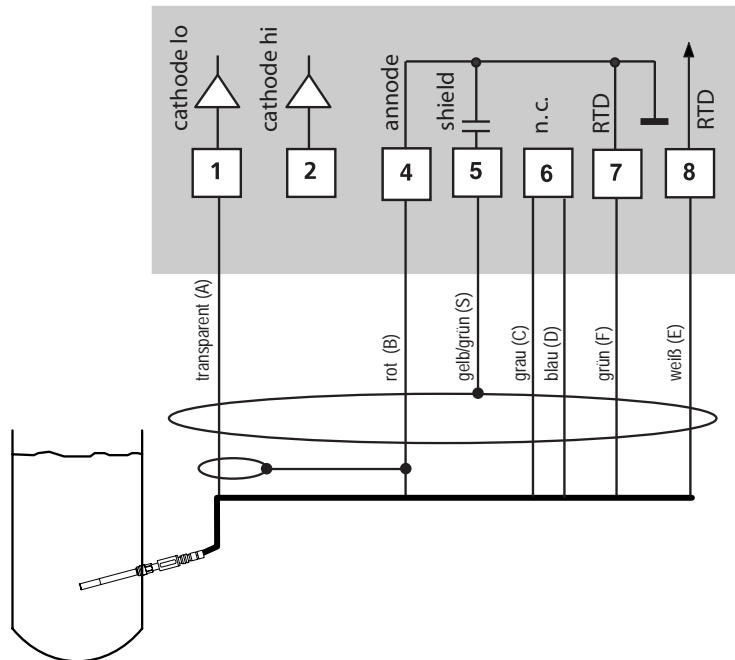 cathode lo
cathode hi
annode
shield
n. c.
RTD
RTD
1
2
4
5
6
7
8
transparent (A)
rot (B)
gelb/grün (S)
grau (C)
blau (D)
grün (F)
weiß (E)